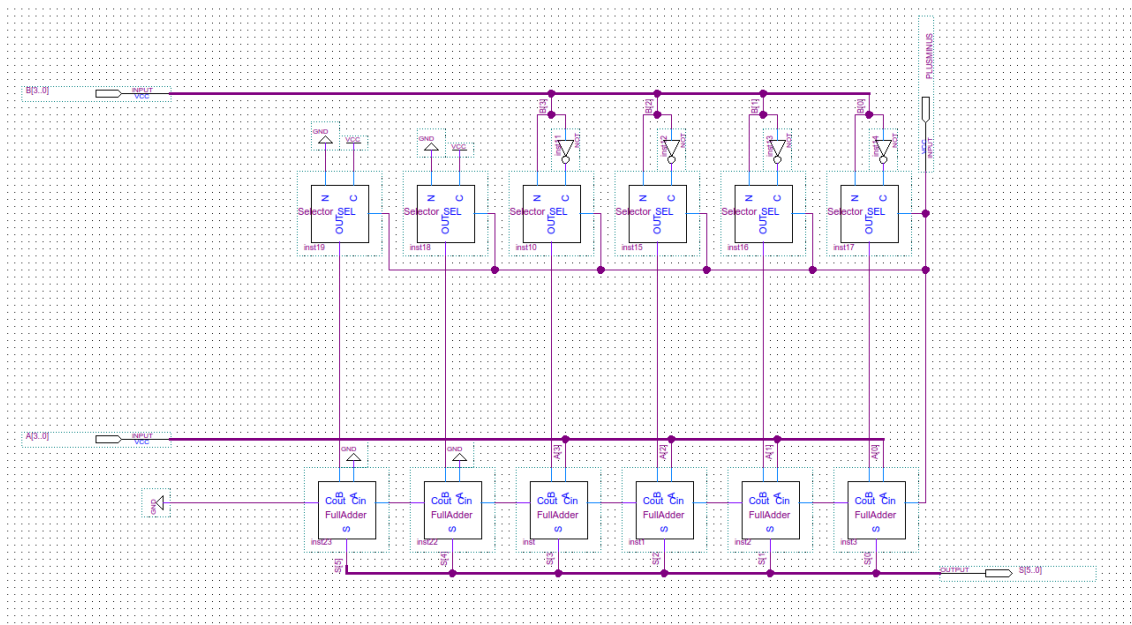 PLUSMINUS
B[3..0]
INPUT
VCC
B[3]
B[2]
B[1]
B[0]
VCC
INPUT
GND
VCC
GND
VCC
inst11
NOT
inst12
NOT
inst13
NOT
inst14
NOT
N
C
N
C
N
C
N
C
N
C
N
C
Selector SEL
Selector SEL
Selector SEL
Selector SEL
Selector SEL
Selector SEL
OUT
OUT
OUT
OUT
OUT
OUT
inst19
inst18
inst10
inst15
inst16
inst17
A[3..0]
INPUT
VCC
GND
GND
A[3]
A[2]
A[1]
A[0]
B
A
B
A
B
A
B
A
B
A
B
A
GND
Cout Cin
Cout Cin
Cout Cin
Cout Cin
Cout Cin
Cout Cin
FullAdder
FullAdder
FullAdder
FullAdder
FullAdder
FullAdder
S
S
S
S
S
S
inst23
inst22
inst
inst1
inst2
inst3
S[5]
S[4]
S[3]
S[2]
S[1]
S[0]
OUTPUT
S[5..0]